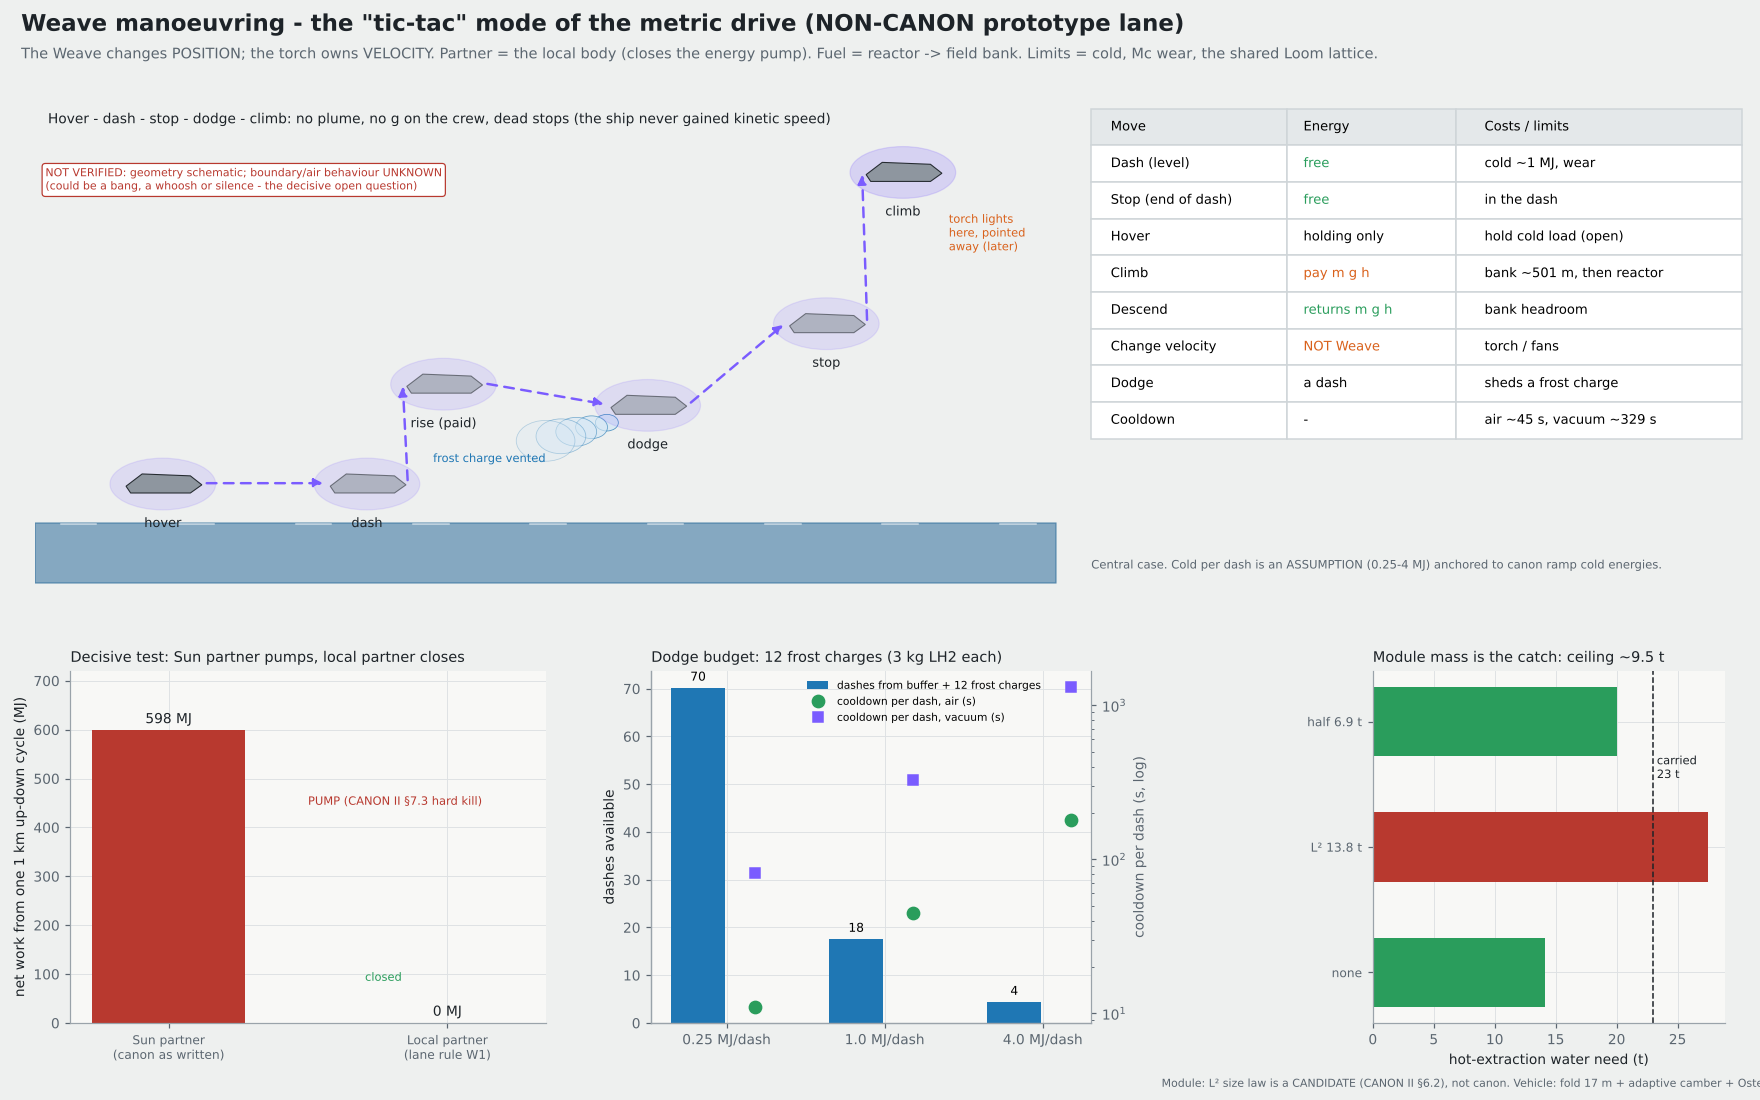 Weave manoeuvring - the "tic-tac" mode of the metric drive (NON-CANON prototype lane)
The Weave changes POSITION; the torch owns VELOCITY. Partner = the local body (closes the energy pump). Fuel = reactor -> field bank. Limits = cold, Mc wear, the shared Loom lattice.
Hover - dash - stop - dodge - climb: no plume, no g on the crew, dead stops (the ship never gained kinetic speed)
NOT VERIFIED: geometry schematic; boundary/air behaviour UNKNOWN
(could be a bang, a whoosh or silence - the decisive open question)
climb
torch lights
here, pointed
away (later)
stop
rise (paid)
dodge
frost charge vented
hover
dash
Move Energy Costs / limits
Dash (level) free cold ~1 MJ, wear
Stop (end of dash) free in the dash
Hover holding only hold cold load (open)
Climb pay m g h bank ~501 m, then reactor
Descend returns m g h bank headroom
Change velocity NOT Weave torch / fans
Dodge a dash sheds a frost charge
Cooldown - air ~45 s, vacuum ~329 s
Central case. Cold per dash is an ASSUMPTION (0.25-4 MJ) anchored to canon ramp cold energies.
Decisive test: Sun partner pumps, local partner closes
net work from one 1 km up-down cycle (MJ)
700
600
500
400
300
200
100
0
598 MJ
PUMP (CANON II §7.3 hard kill)
closed
0 MJ
Sun partner
(canon as written)
Local partner
(lane rule W1)
Dodge budget: 12 frost charges (3 kg LH2 each)
dashes available
70
60
50
40
30
20
10
0
70
18
4
dashes from buffer + 12 frost charges
cooldown per dash, air (s)
cooldown per dash, vacuum (s)
0.25 MJ/dash
1.0 MJ/dash
4.0 MJ/dash
10³
10²
10¹
cooldown per dash (s, log)
Module mass is the catch: ceiling ~9.5 t
half 6.9 t
L² 13.8 t
none
carried
23 t
0 5 10 15 20 25
hot-extraction water need (t)
Module: L² size law is a CANDIDATE (CANON II §6.2), not canon. Vehicle: fold 17 m + adaptive camber + Oste